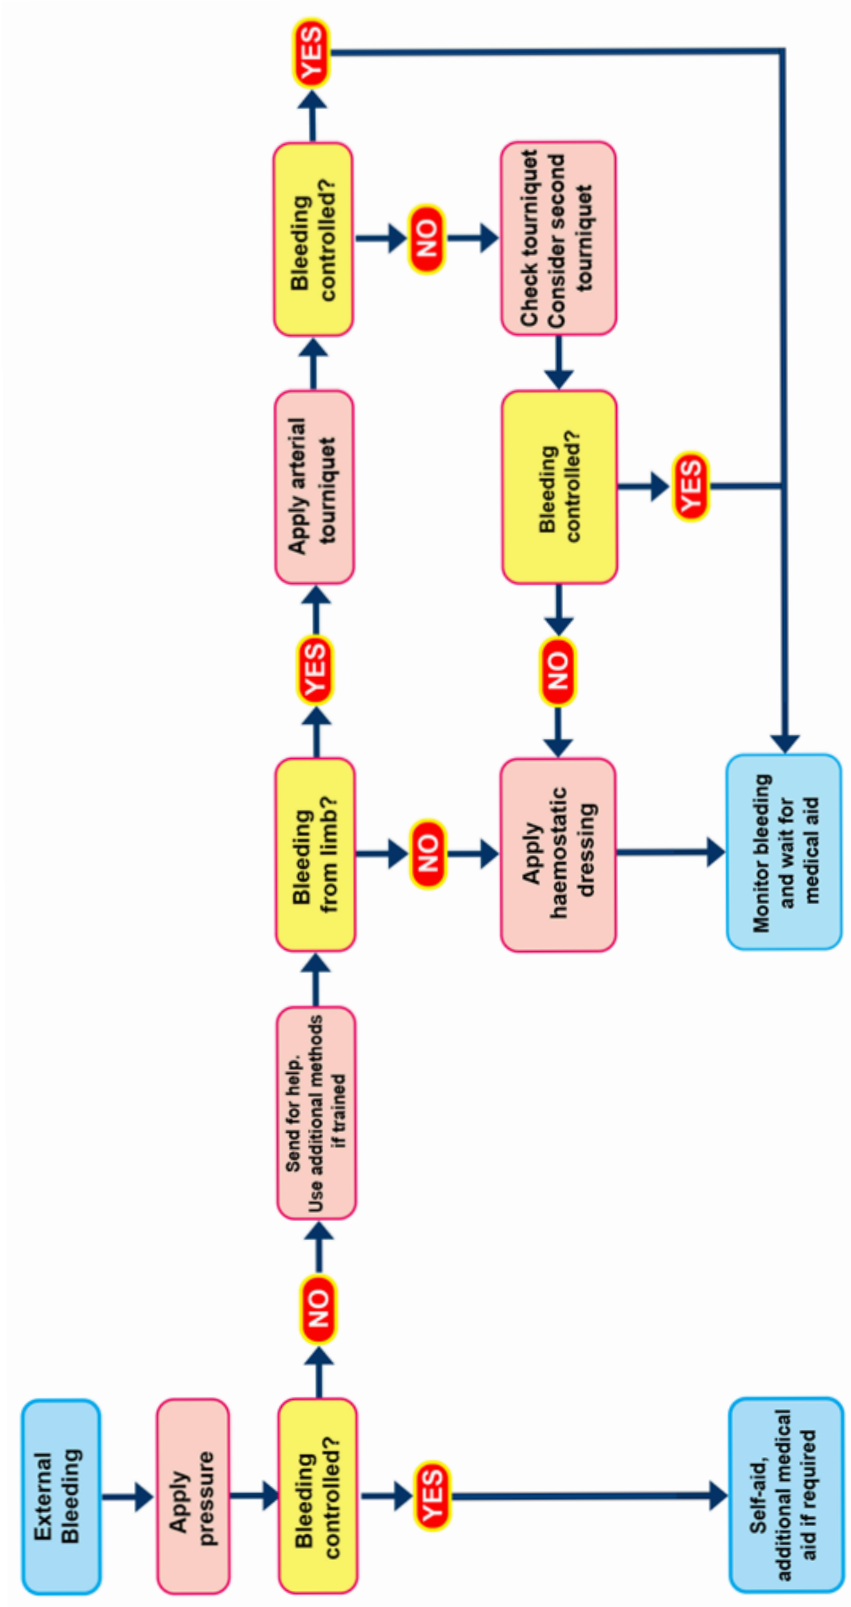 External
Bleeding
Apply
pressure
Bleeding
controlled?
YES
Self-aid,
additional medical
aid if required
NO
Send for help.
Use additional methods
if trained
Bleeding
from limb?
NO
Apply
haemostatic
dressing
Monitor bleeding
and wait for
medical aid
YES
Apply arterial
tourniquet
Bleeding
controlled?
YES
NO
Check tourniquet
Consider second
tourniquet
Bleeding
controlled?
YES
NO